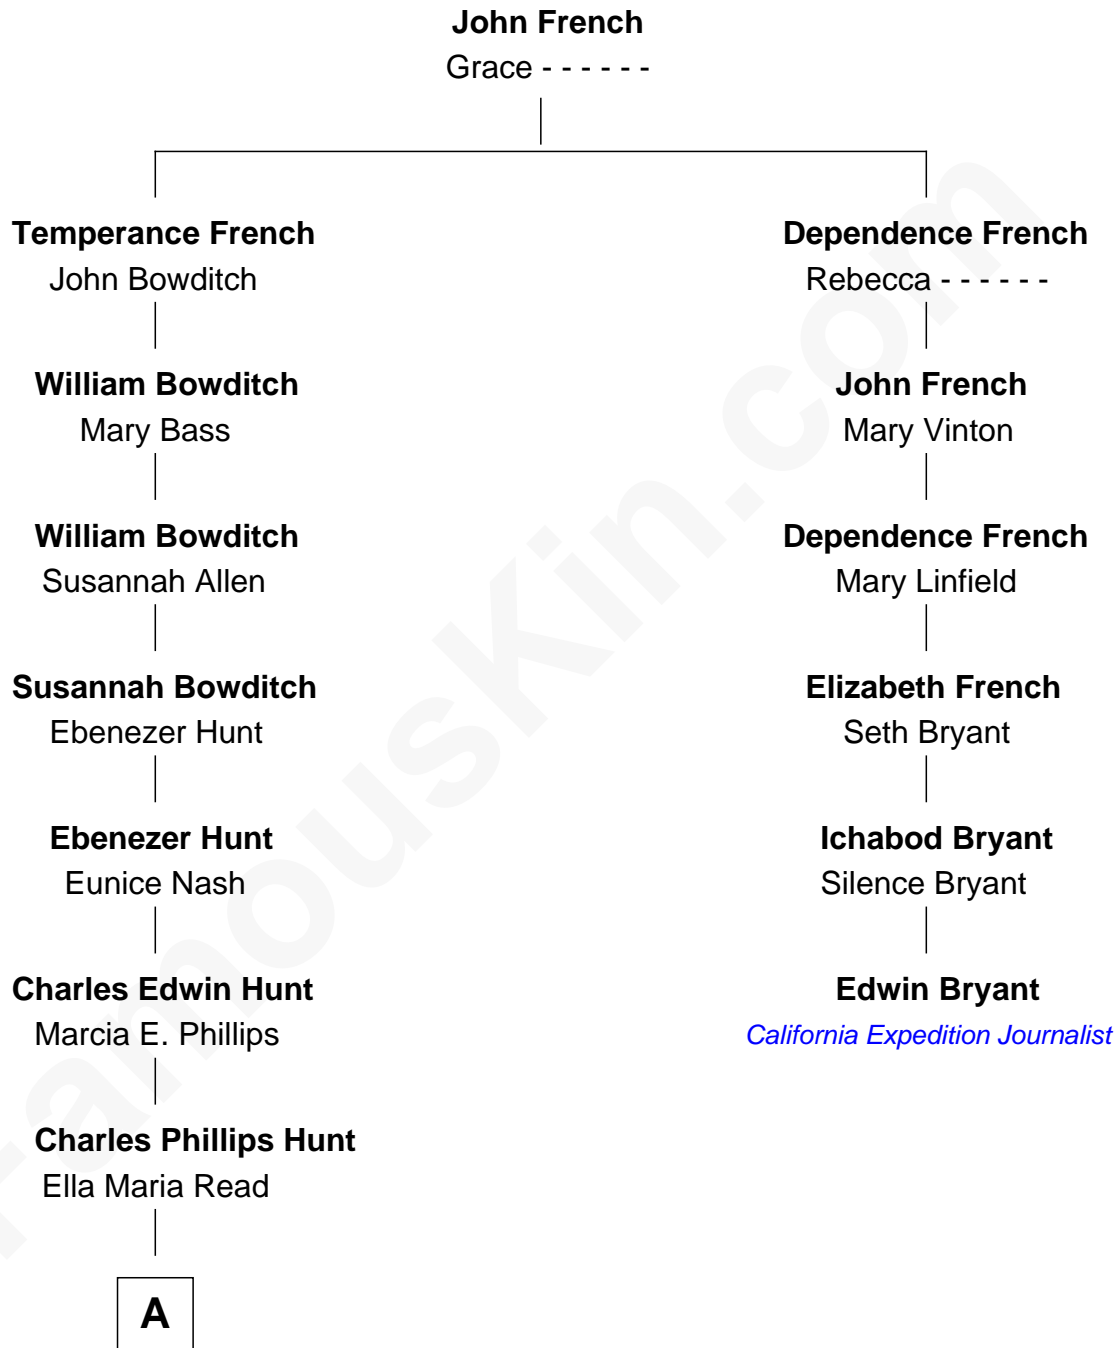 John French
Grace - - - - - -
Temperance French
John Bowditch
Dependence French
Rebecca - - - - - -
William Bowditch
Mary Bass
John French
Mary Vinton
William Bowditch
Susannah Allen
Dependence French
Mary Linfield
Susannah Bowditch
Ebenezer Hunt
Elizabeth French
Seth Bryant
Ebenezer Hunt
Eunice Nash
Ichabod Bryant
Silence Bryant
Charles Edwin Hunt
Marcia E. Phillips
Edwin Bryant
California Expedition Journalist
Charles Phillips Hunt
Ella Maria Read
A
FamousKin.com